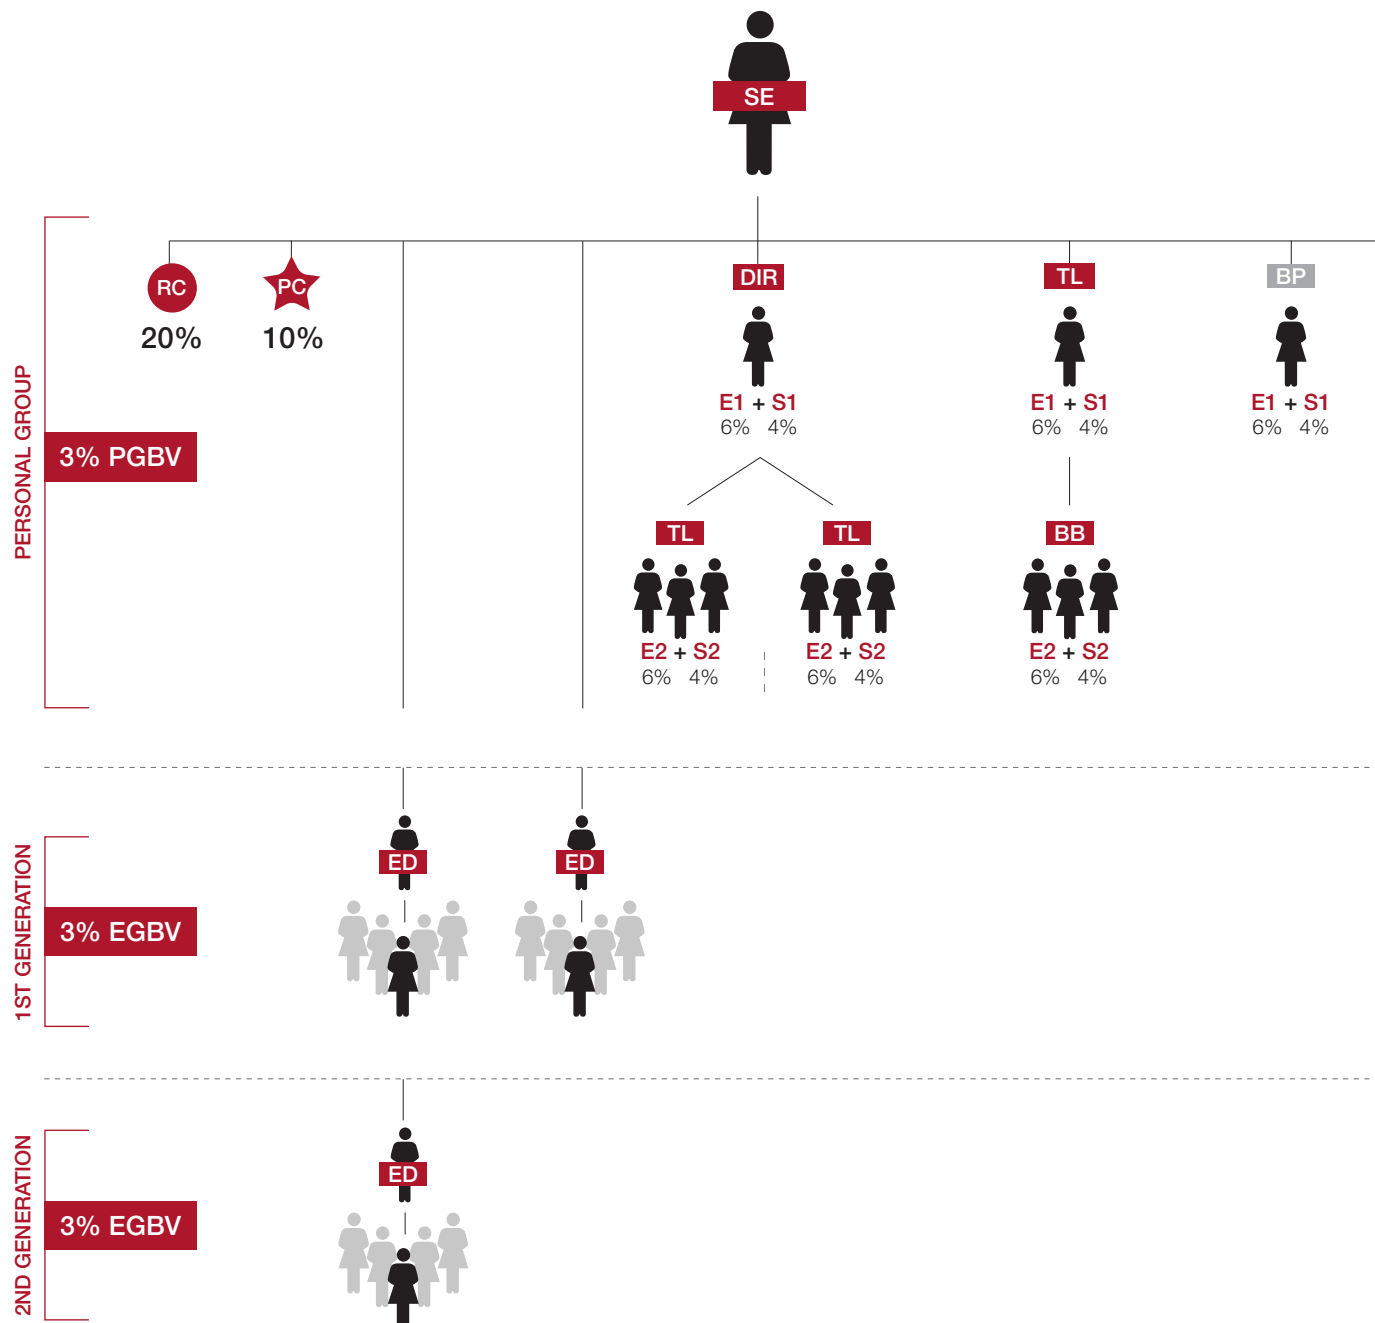 SE
RC
PC
DIR
TL
BP
20%
10%
E1 + S1
6% 4%
E1 + S1
6% 4%
E1 + S1
6% 4%
PERSONAL GROUP
3% PGBV
TL
TL
BB
E2 + S2
6% 4%
E2 + S2
6% 4%
E2 + S2
6% 4%
1ST GENERATION
3% EGBV
ED
ED
2ND GENERATION
3% EGBV
ED